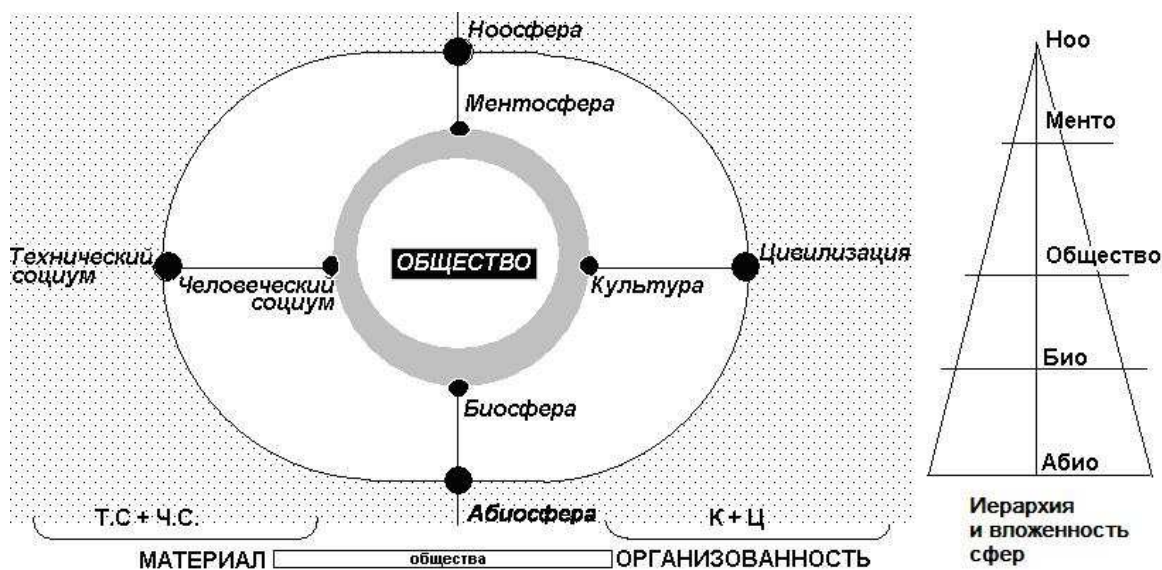 Ноосфера
Ментосфера
ОБЩЕСТВО
Технический
социум
Человеческий
социум
Культура
Цивилизация
Биосфера
Абиосфера
Т.С + Ч.С.
К + Ц
МАТЕРИАЛ
общества
ОРГАНИЗОВАННОСТЬ
Ноо
Менто
Общество
Био
Абио
Иерархия
и вложенность
сфер